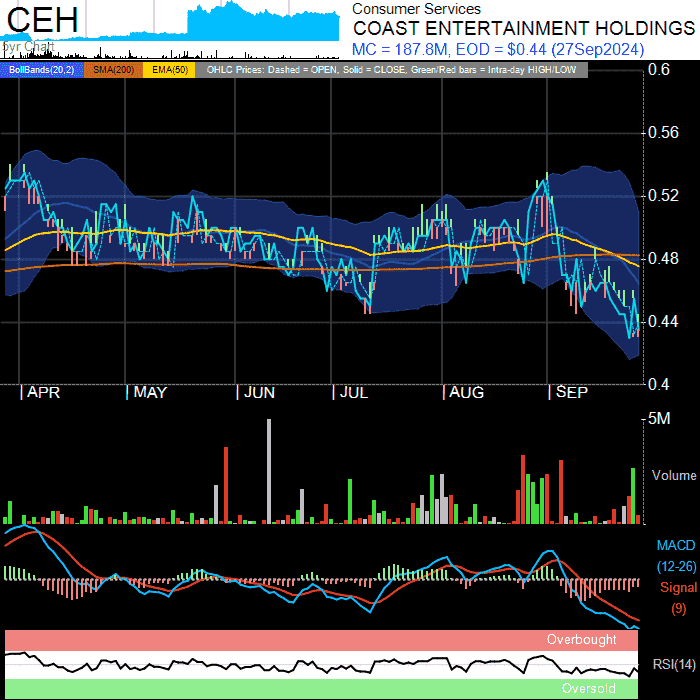 CEH
5yr Chart
Consumer Services
COAST ENTERTAINMENT HOLDINGS
MC = 187.8M, EOD = $0.44 (27Sep2024)
BollBands(20,2) SMA(200) EMA(50) OHLC Prices: Dashed = OPEN, Solid = CLOSE, Green/Red bars = Intra-day HIGH/LOW
0.6
0.56
0.52
0.48
0.44
0.4
APR MAY JUN JUL AUG SEP
5M
Volume
MACD
(12-26)
Signal
(9)
Overbought
RSI(14)
Oversold